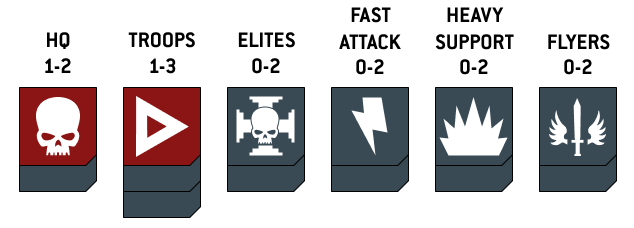 HQ
1-2
TROOPS
1-3
ELITES
0-2
FAST
ATTACK
0-2
HEAVY
SUPPORT
0-2
FLYERS
0-2